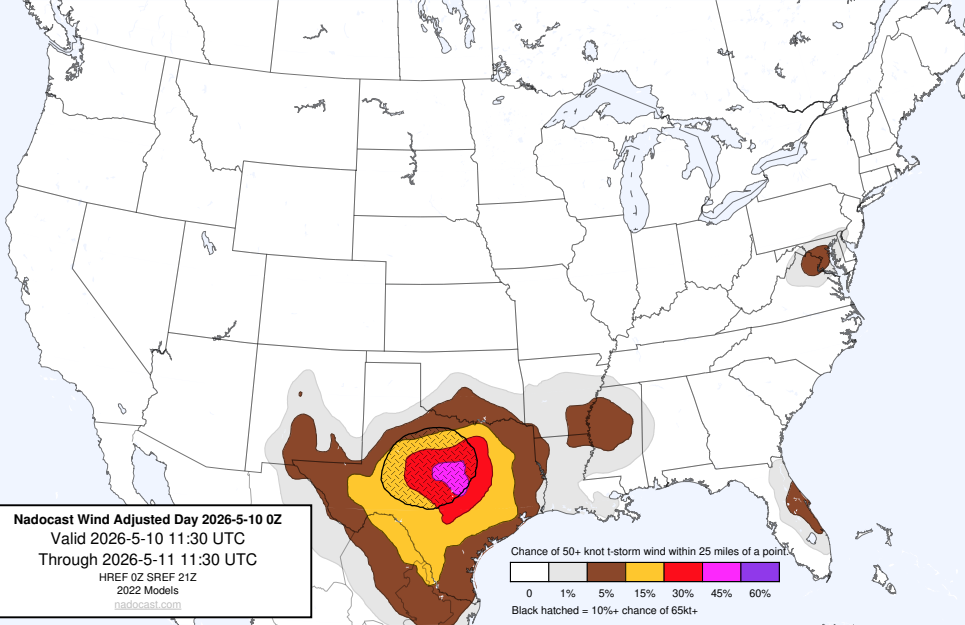 Nadocast Wind Adjusted Day 2026-5-10 0Z
Valid 2026-5-10 11:30 UTC
Through 2026-5-11 11:30 UTC
HREF 0Z SREF 21Z
2022 Models
nadocast.com
Chance of 50+ knot t-storm wind within 25 miles of a point.
0 1% 5% 15% 30% 45% 60%
Black hatched = 10%+ chance of 65kt+